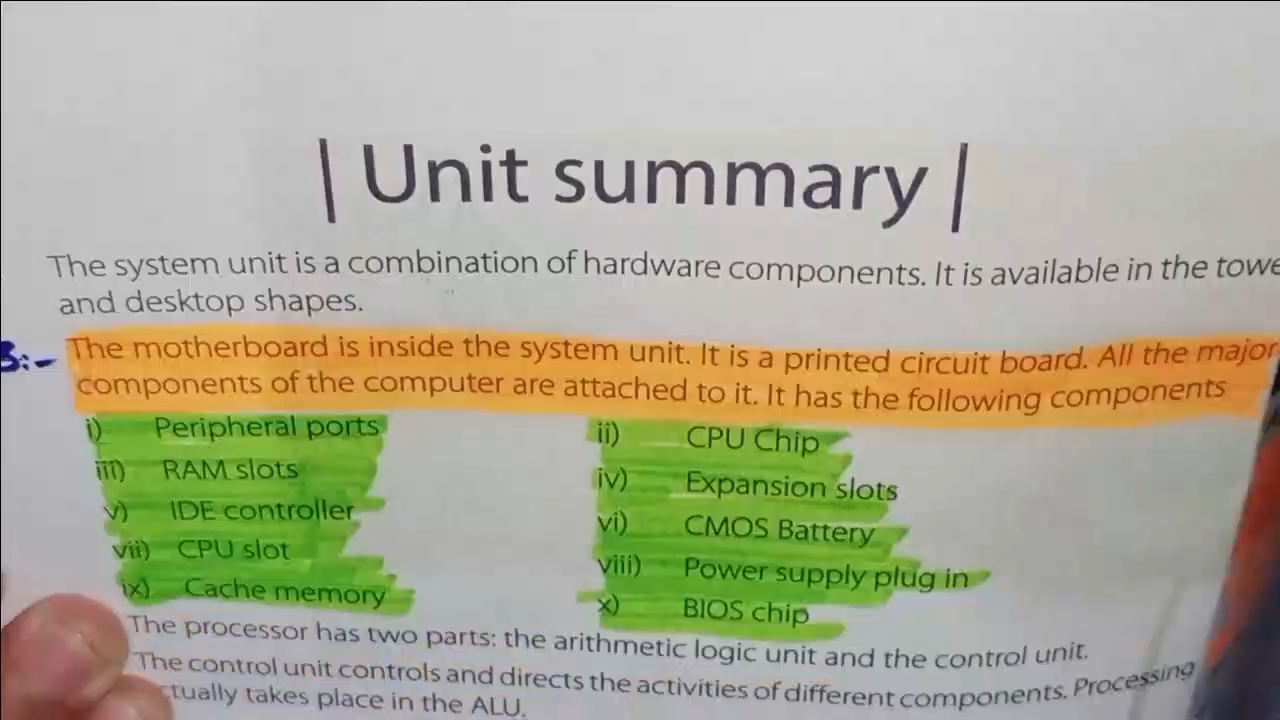 | Unit summary |
The system unit is a combination of hardware components. It is available in the
and desktop shapes.
The motherboard is inside the system unit. It is a printed circuit board. All the major
components of the computer are attached to it. It has the following components
i) Peripheral ports ii) CPU Chip
iii) RAM slots iv) Expansion slots
v) IDE controller vi) CMOS Battery
vii) CPU slot viii) Power supply plug in
ix) Cache memory x) BIOS chip
The processor has two parts: the arithmetic logic unit and the control unit.
The control unit controls and directs the activities of different components. Processing
takes place in the ALU.